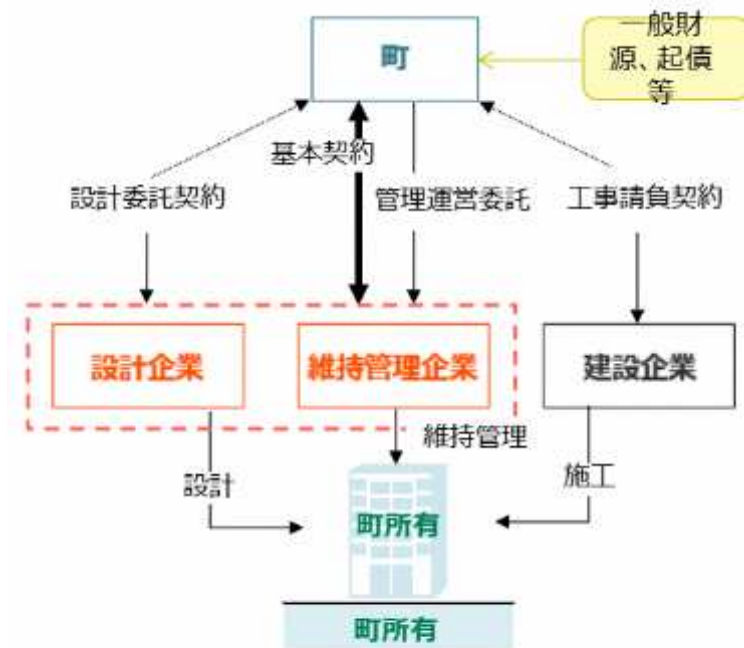 町
一般財
源、起債
等
基本契約
設計委託契約
管理運営委託
工事請負契約
設計企業
維持管理企業
建設企業
維持管理
設計
施工
町所有
町所有